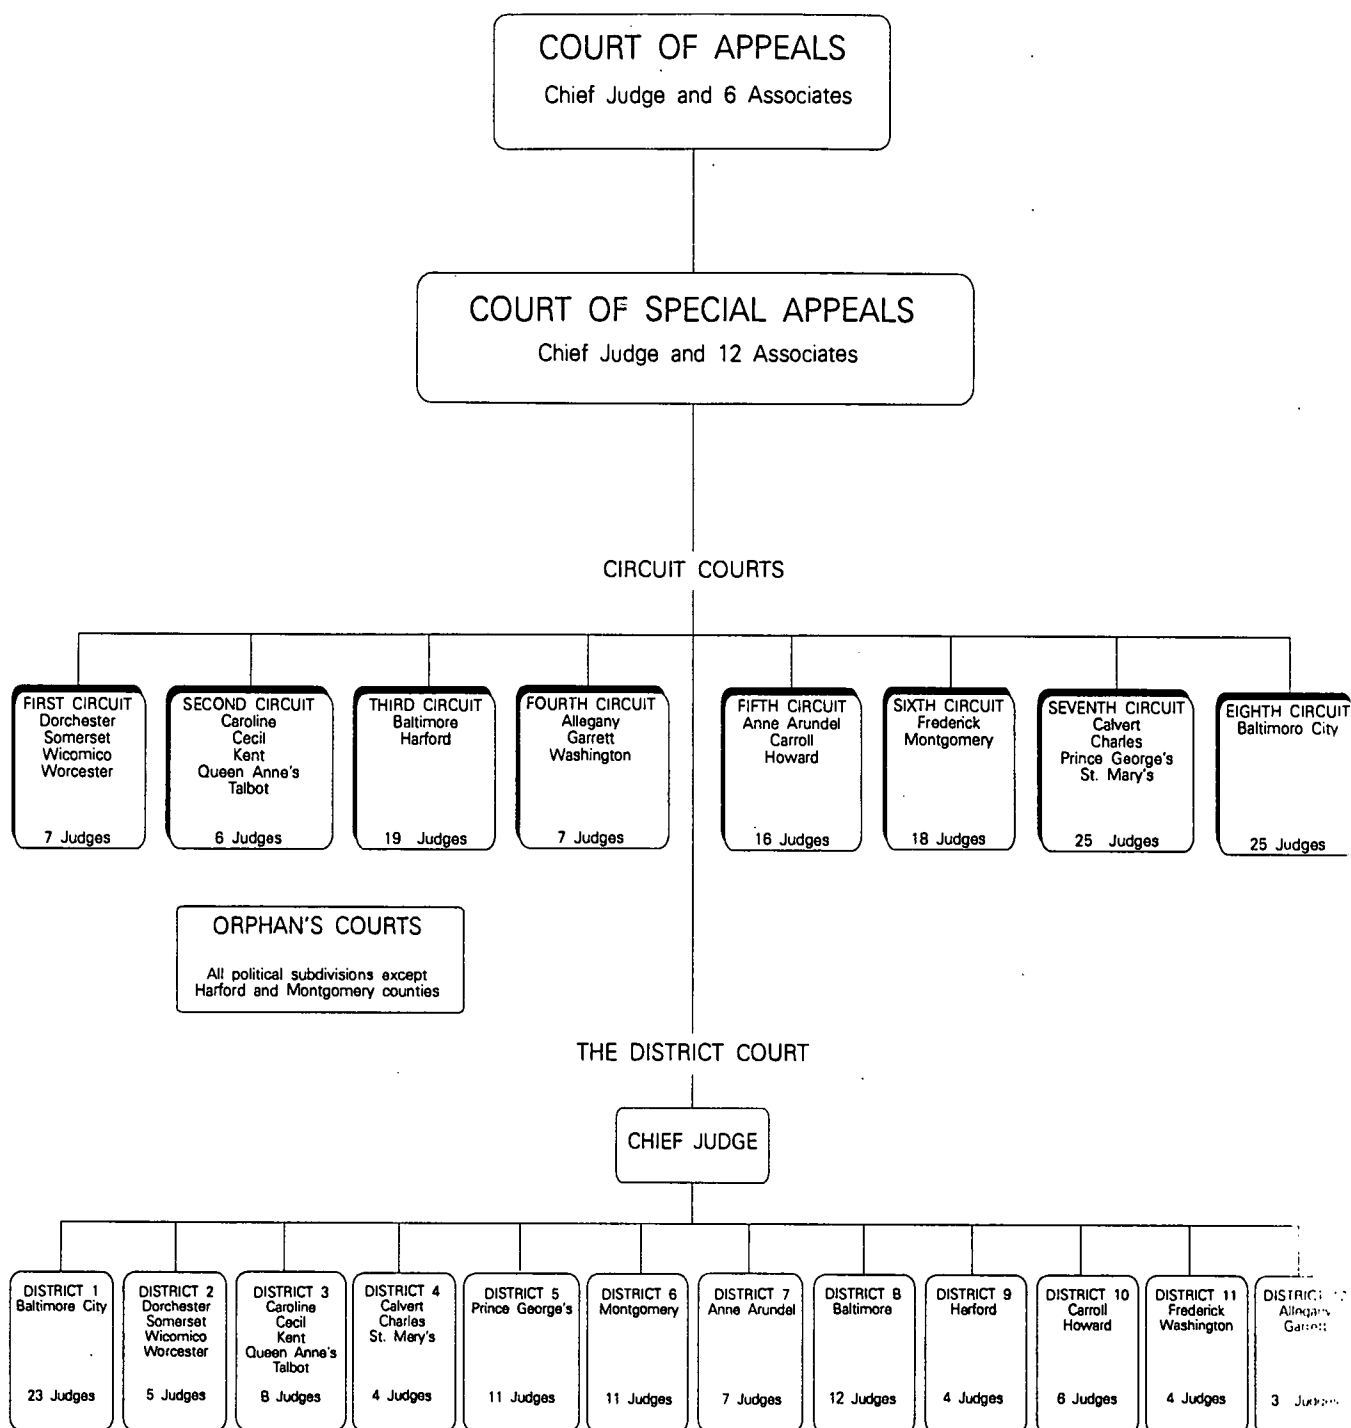 COURT OF APPEALS
Chief Judge and 6 Associates
COURT OF SPECIAL APPEALS
Chief Judge and 12 Associates
CIRCUIT COURTS
FIRST CIRCUIT
Dorchester
Somerset
Wicomico
Worcester
7 Judges
SECOND CIRCUIT
Caroline
Cecil
Kent
Queen Anne's
Talbot
6 Judges
THIRD CIRCUIT
Baltimore
Harford
19 Judges
FOURTH CIRCUIT
Allegany
Garrett
Washington
7 Judges
FIFTH CIRCUIT
Anne Arundel
Carroll
Howard
16 Judges
SIXTH CIRCUIT
Frederick
Montgomery
18 Judges
SEVENTH CIRCUIT
Calvert
Charles
Prince George's
St. Mary's
25 Judges
EIGHTH CIRCUIT
Baltimoro City
25 Judges
ORPHAN'S COURTS
All political subdivisions except
Harford and Montgomery counties
THE DISTRICT COURT
CHIEF JUDGE
DISTRICT 1
Baltimore City
23 Judges
DISTRICT 2
Dorchester
Somerset
Wicomico
Worcester
5 Judges
DISTRICT 3
Caroline
Cecil
Kent
Queen Anne's
Talbot
8 Judges
DISTRICT 4
Calvert
Charles
St. Mary's
4 Judges
DISTRICT 5
Prince George's
11 Judges
DISTRICT 6
Montgomery
11 Judges
DISTRICT 7
Anne Arundel
7 Judges
DISTRICT 8
Baltimore
12 Judges
DISTRICT 9
Harford
4 Judges
DISTRICT 10
Carroll
Howard
6 Judges
DISTRICT 11
Frederick
Washington
4 Judges
DISTRICT
Allegany
Garrett
3 Judges